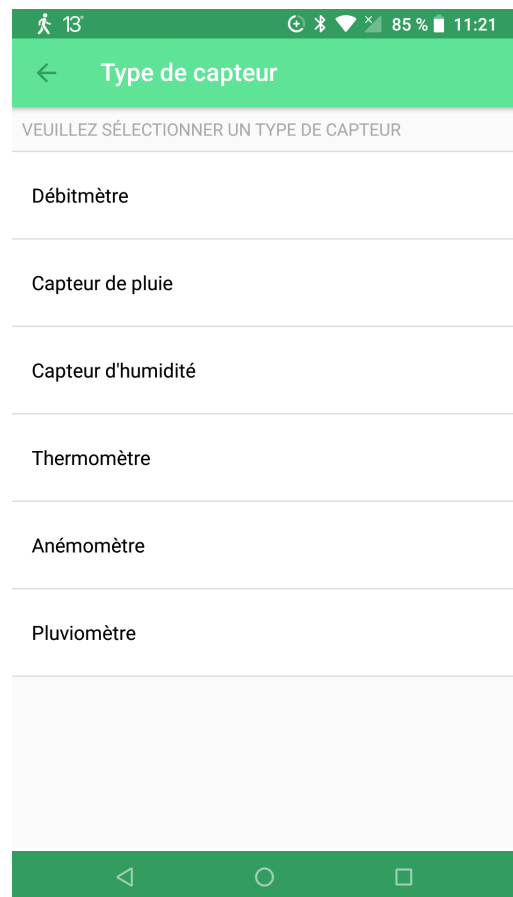 13° 85 % 11:21
Type de capteur
VEUILLEZ SÉLECTIONNER UN TYPE DE CAPTEUR
Débitmètre
Capteur de pluie
Capteur d'humidité
Thermomètre
Anémomètre
Pluviomètre